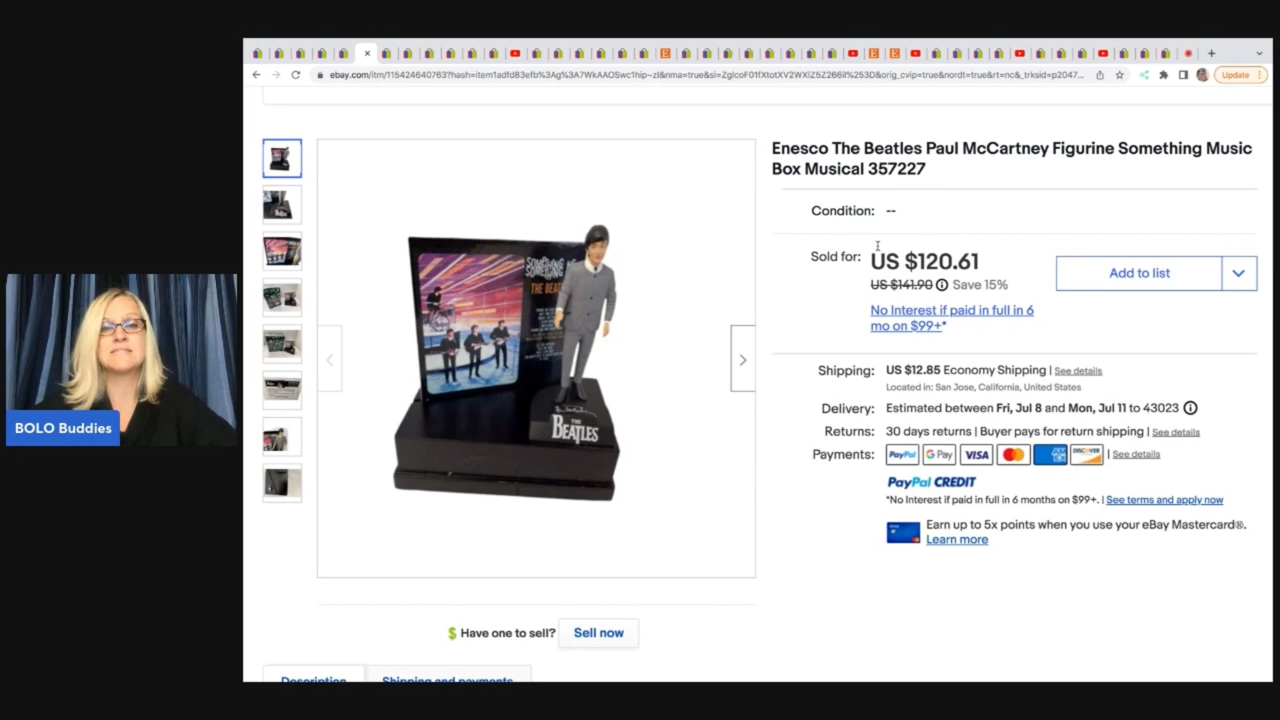 ebay.com/itm/115424640763?hash=item1adfd83efb%3Ag%3A7WkAAOSwc1hip~zl&nma=true&si=ZglcoF01fXtotXV2WXlZ5Z266iI%253D&orig_cvip=true&nordt=true&rt=nc&_trksid=p2047...
Update
Enesco The Beatles Paul McCartney Figurine Something Music
Box Musical 357227
Condition: --
Sold for: US $120.61
US $141.90 Save 15%
No Interest if paid in full in 6
mo on $99+*
Add to list
Shipping: US $12.85 Economy Shipping | See details
Located in: San Jose, California, United States
Delivery: Estimated between Fri, Jul 8 and Mon, Jul 11 to 43023
Returns: 30 days returns | Buyer pays for return shipping | See details
Payments: PayPal G Pay VISA DISCOVER | See details
PayPal CREDIT
*No Interest if paid in full in 6 months on $99+. | See terms and apply now
Earn up to 5x points when you use your eBay Mastercard®.
Learn more
SOMETHING
THE
BEATLES
BOLO Buddies
Have one to sell? Sell now
Description Shipping and payments